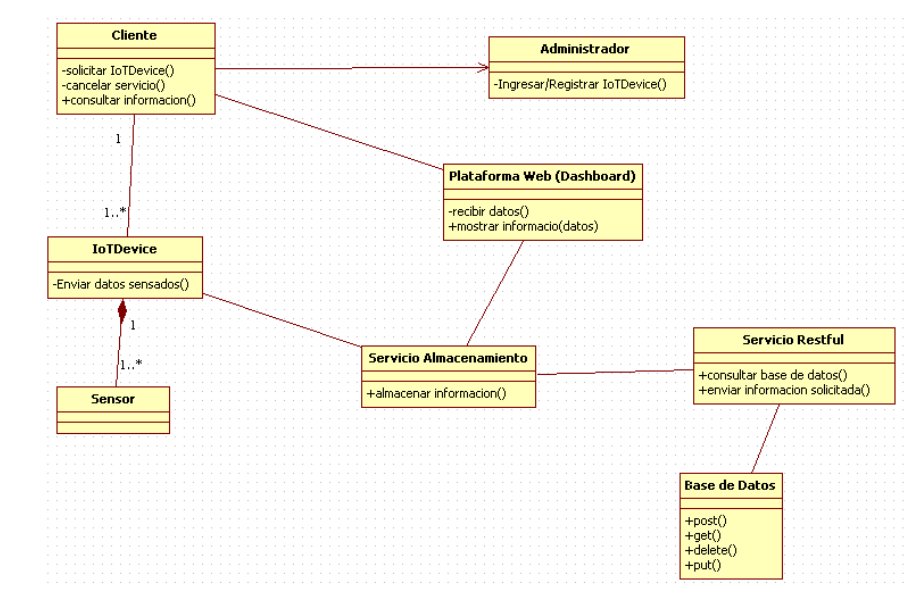 Cliente
-solicitar IoTDevice()
-cancelar servicio()
+consultar informacion()
Administrador
-Ingresar/Registrar IoTDevice()
1
1..*
Plataforma Web (Dashboard)
-recibir datos()
+mostrar informacio(datos)
IoTDevice
-Enviar datos sensados()
1
1..*
Sensor
Servicio Almacenamiento
+almacenar informacion()
Servicio Restful
+consultar base de datos()
+enviar informacion solicitada()
Base de Datos
+post()
+get()
+delete()
+put()